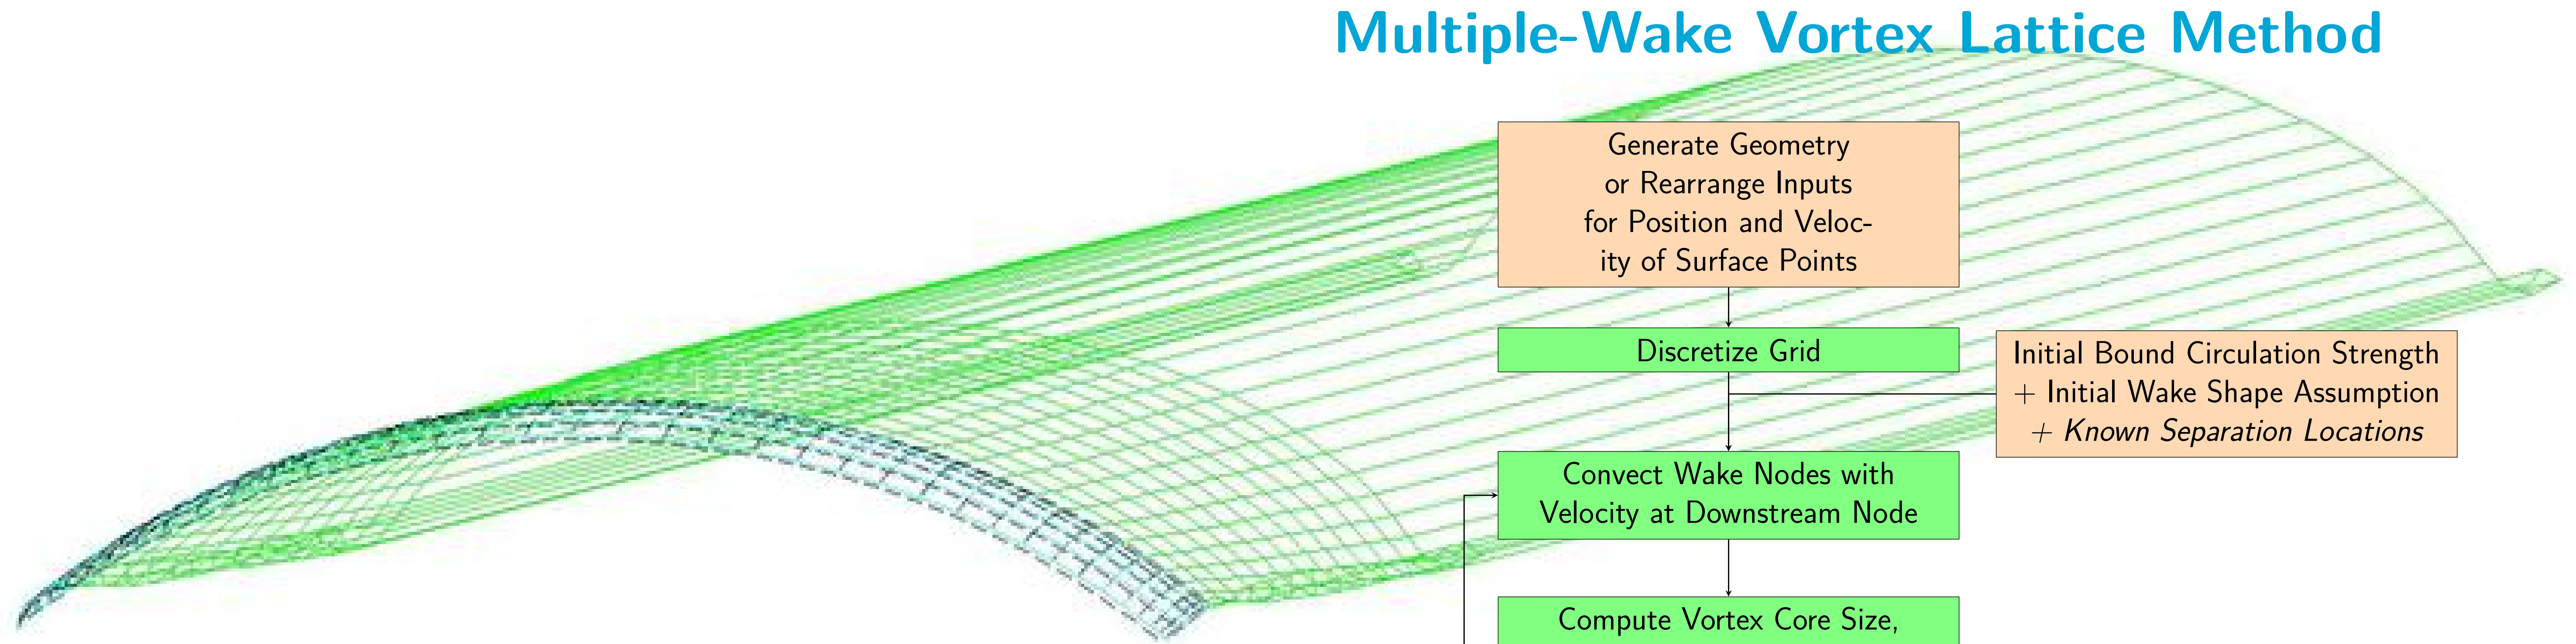 Multiple-Wake Vortex Lattice Method
Generate Geometry
or Rearrange Inputs
for Position and Veloc-
ity of Surface Points
Discretize Grid
Initial Bound Circulation Strength
+ Initial Wake Shape Assumption
+ Known Separation Locations
Convect Wake Nodes with
Velocity at Downstream Node
Compute Vortex Core Size,